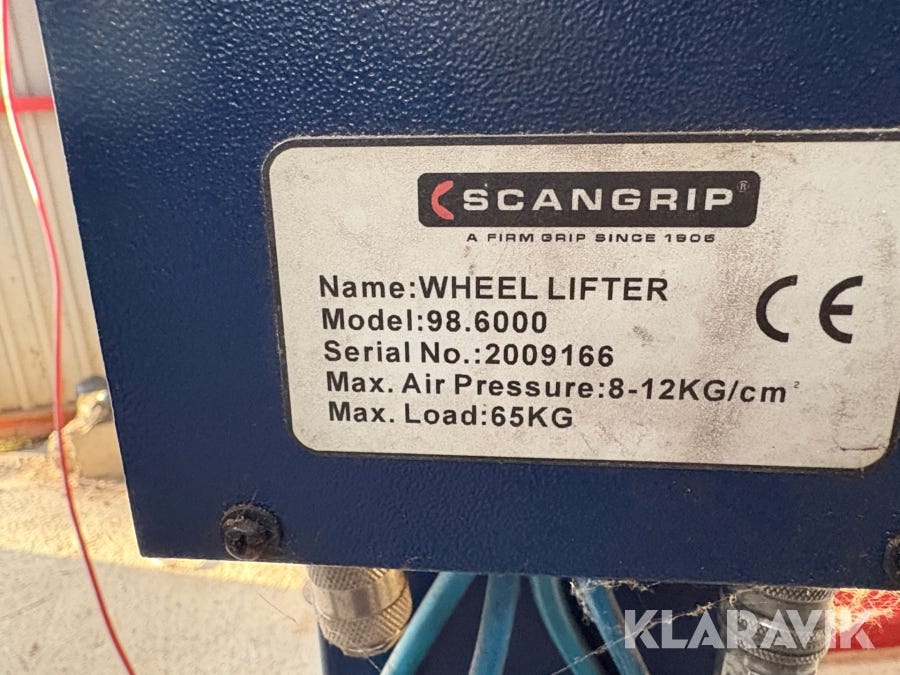 SCANGRIP®
A FIRM GRIP SINCE 1906
Name:WHEEL LIFTER
Model:98.6000
CE
Serial No.:2009166
Max. Air Pressure:8-12KG/cm²
Max. Load:65KG
KLARAVIK